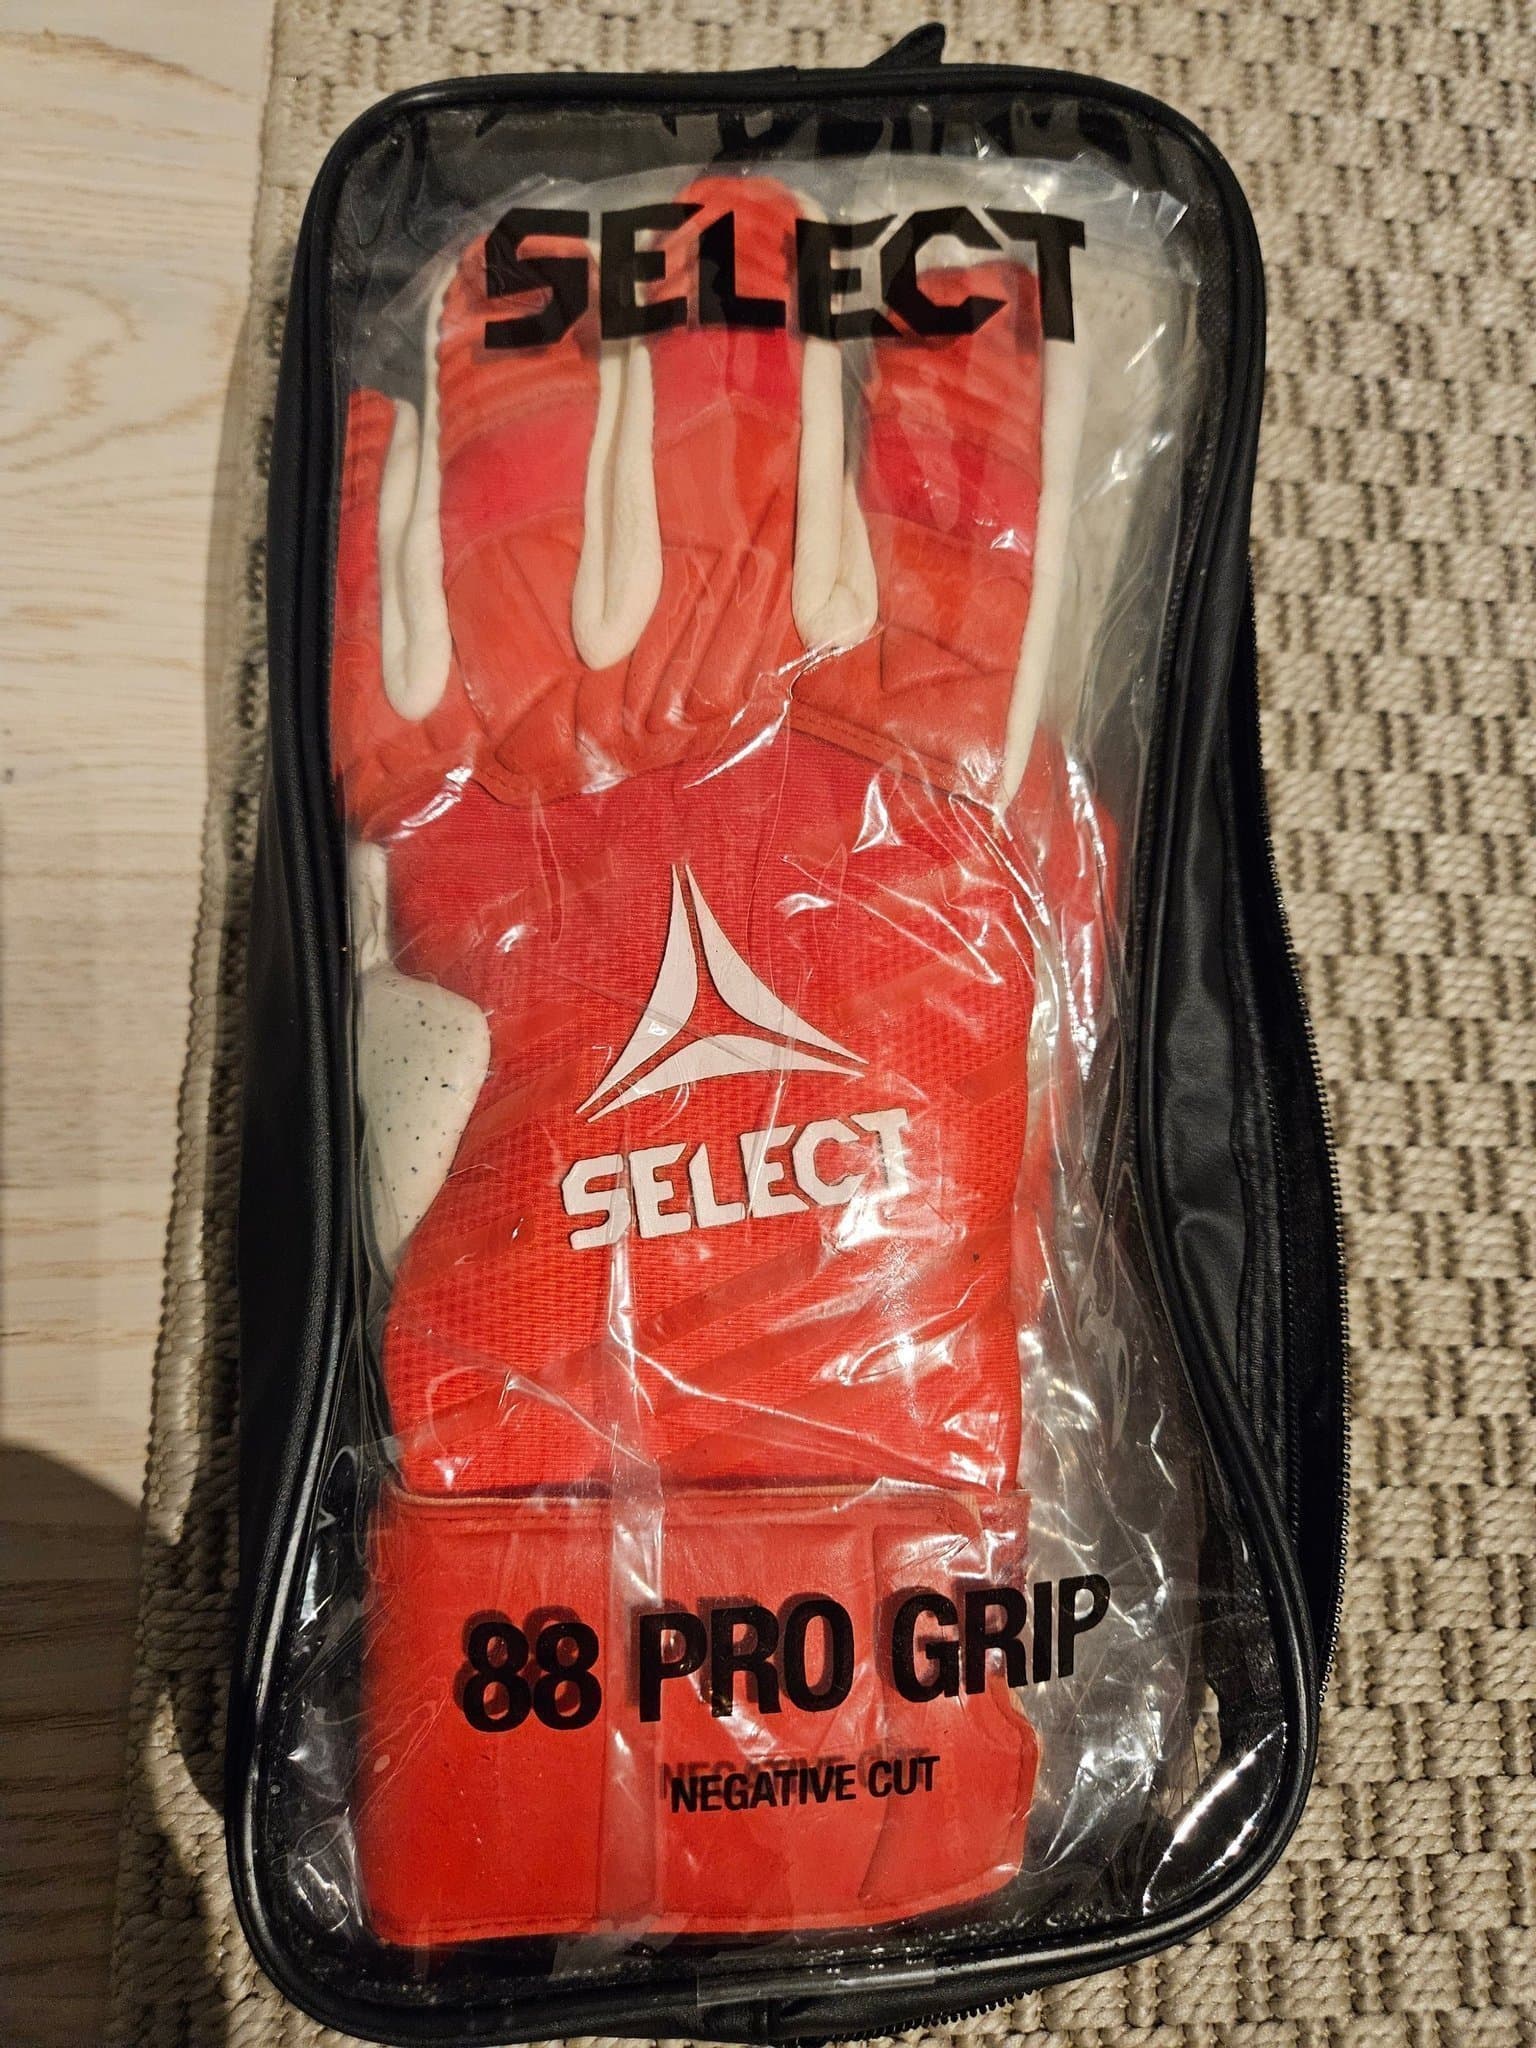 SELECT
SELECT
88 PRO GRIP
NEGATIVE CUT